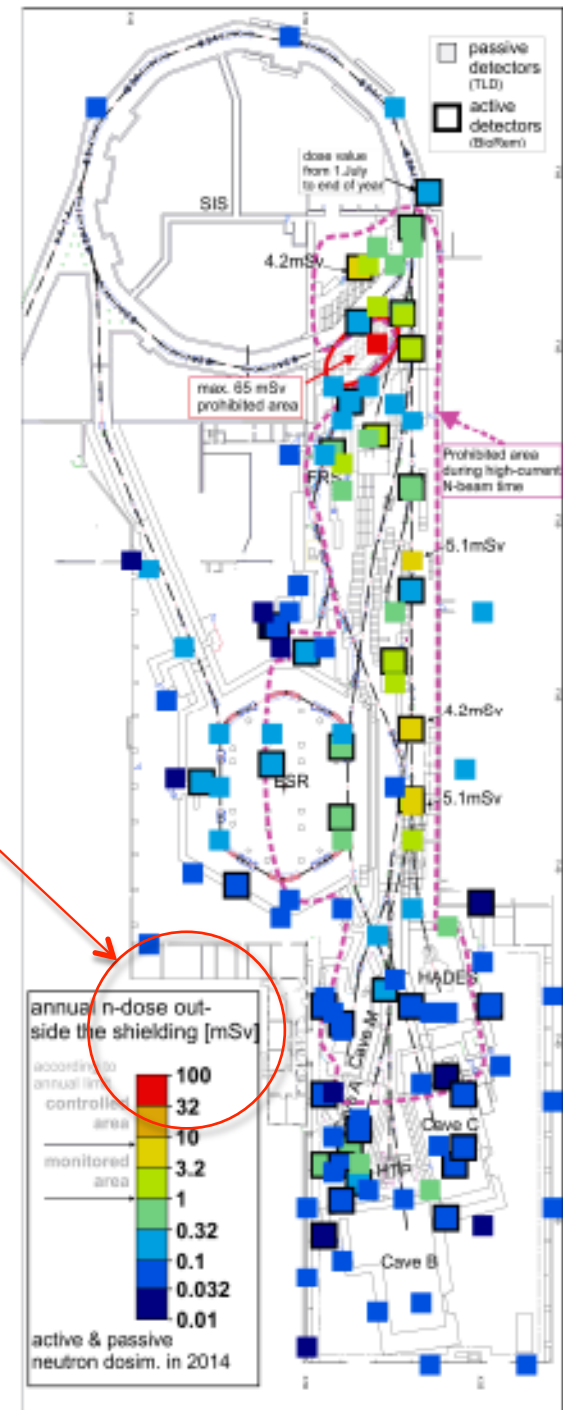 passive
detectors
(TLD)
active
detectors
(BioRem)
dose value
from 1.July
to end of year
SIS
4.2mSv
max. 65 mSv
prohibited area
Prohibited area
during high-current
N-beam time
FRS
5.1mSv
4.2mSv
ESR
5.1mSv
HADES
Cave M
annual n-dose out-
side the shielding [mSv]
according to
annual limit
controlled
area
monitored
area
100
32
10
3.2
1
0.32
0.1
0.032
0.01
active & passive
neutron dosim. in 2014
A
Cave C
HTP
Cave B